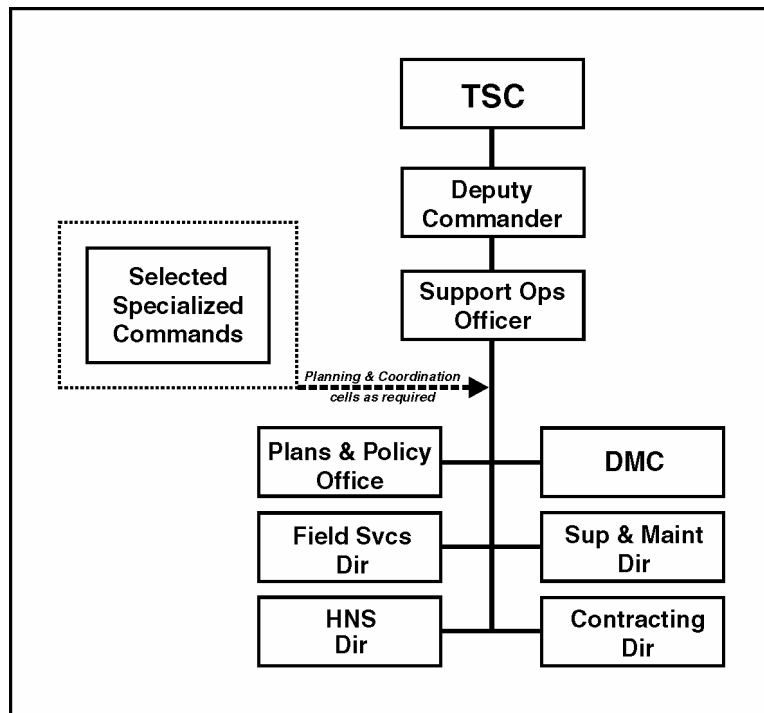 TSC
Deputy
Commander
Selected
Specialized
Commands
Support Ops
Officer
Planning & Coordination
cells as required
Plans & Policy
Office
DMC
Field Svcs
Dir
Sup & Maint
Dir
HNS
Dir
Contracting
Dir